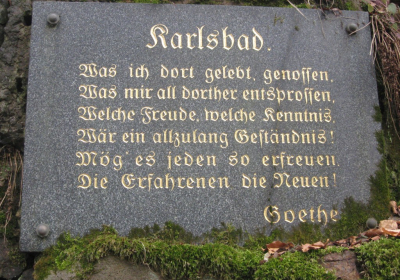 Karlsbad.
Was ich dort gelebt, genossen,
Was mir all dorther entsprossen,
Welche Freude, welche Kenntnis,
Wär ein allzulang Geständnis!
Mög es jeden so erfreuen
Die Erfahrenen die Neuen!
Goethe